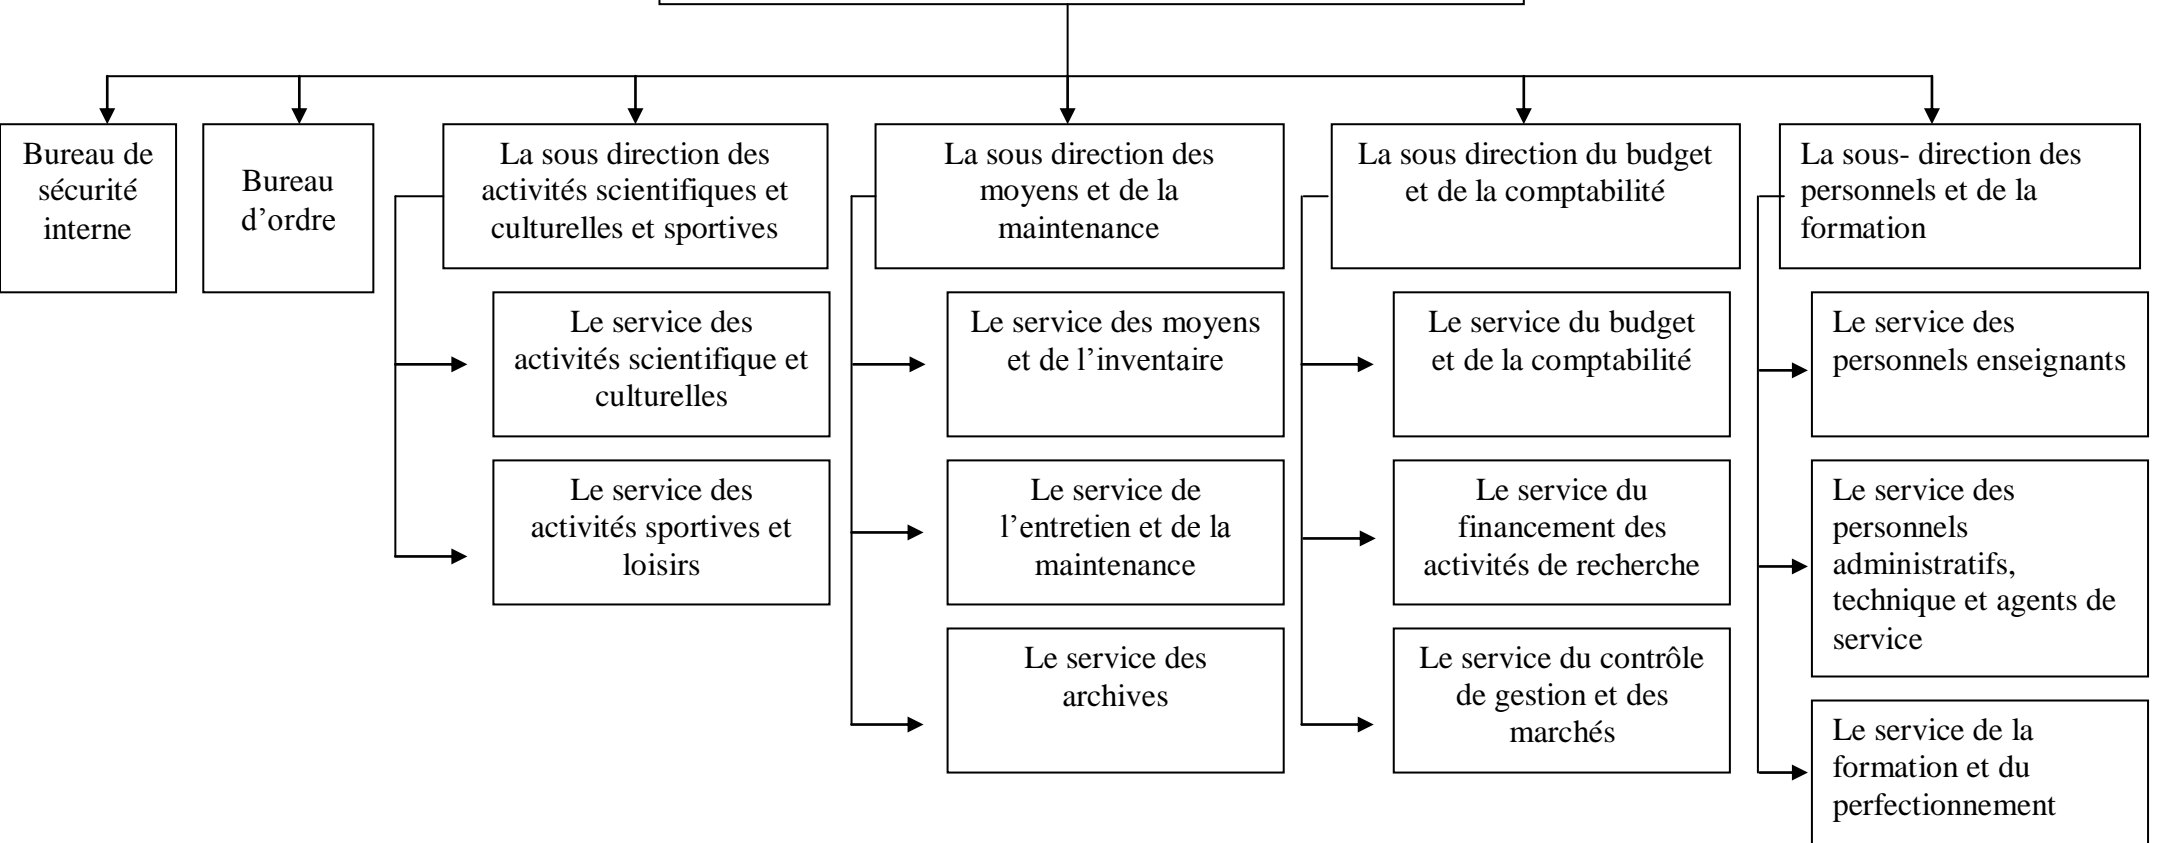 Bureau de
sécurité
interne
Bureau
d’ordre
La sous direction des
activités scientifiques et
culturelles et sportives
La sous direction des
moyens et de la
maintenance
La sous direction du budget
et de la comptabilité
La sous- direction des
personnels et de la
formation
Le service des
activités scientifique et
culturelles
Le service des moyens
et de l’inventaire
Le service du budget
et de la comptabilité
Le service des
personnels enseignants
Le service des
activités sportives et
loisirs
Le service de
l’entretien et de la
maintenance
Le service du
financement des
activités de recherche
Le service des
personnels
administratifs,
technique et agents de
service
Le service des
archives
Le service du contrôle
de gestion et des
marchés
Le service de la
formation et du
perfectionnement